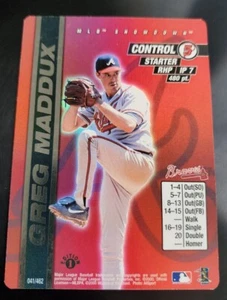 MLB SHOWDOWN
CONTROL 6
STARTER
RHP IP 7
480 pt.
GREG MADDUX
Braves
1–4 Out(SO)
5–7 Out(PU)
8–13 Out(GB)
14–15 Out(FB)
— Walk
16–19 Single
20 Double
— Homer
041/462